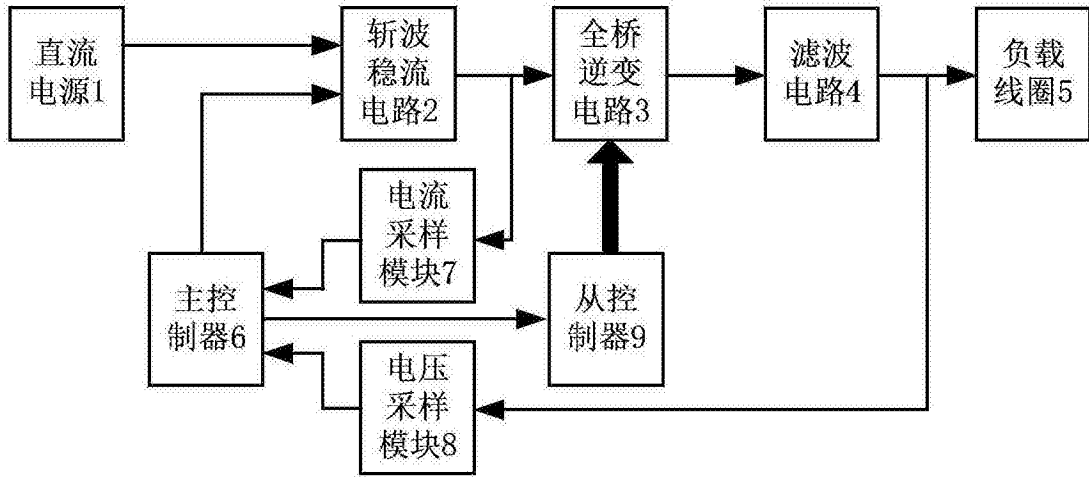 直流
电源1
斩波
稳流
电路2
全桥
逆变
电路3
滤波
电路4
负载
线圈5
电流
采样
模块7
主控
制器6
从控
制器9
电压
采样
模块8